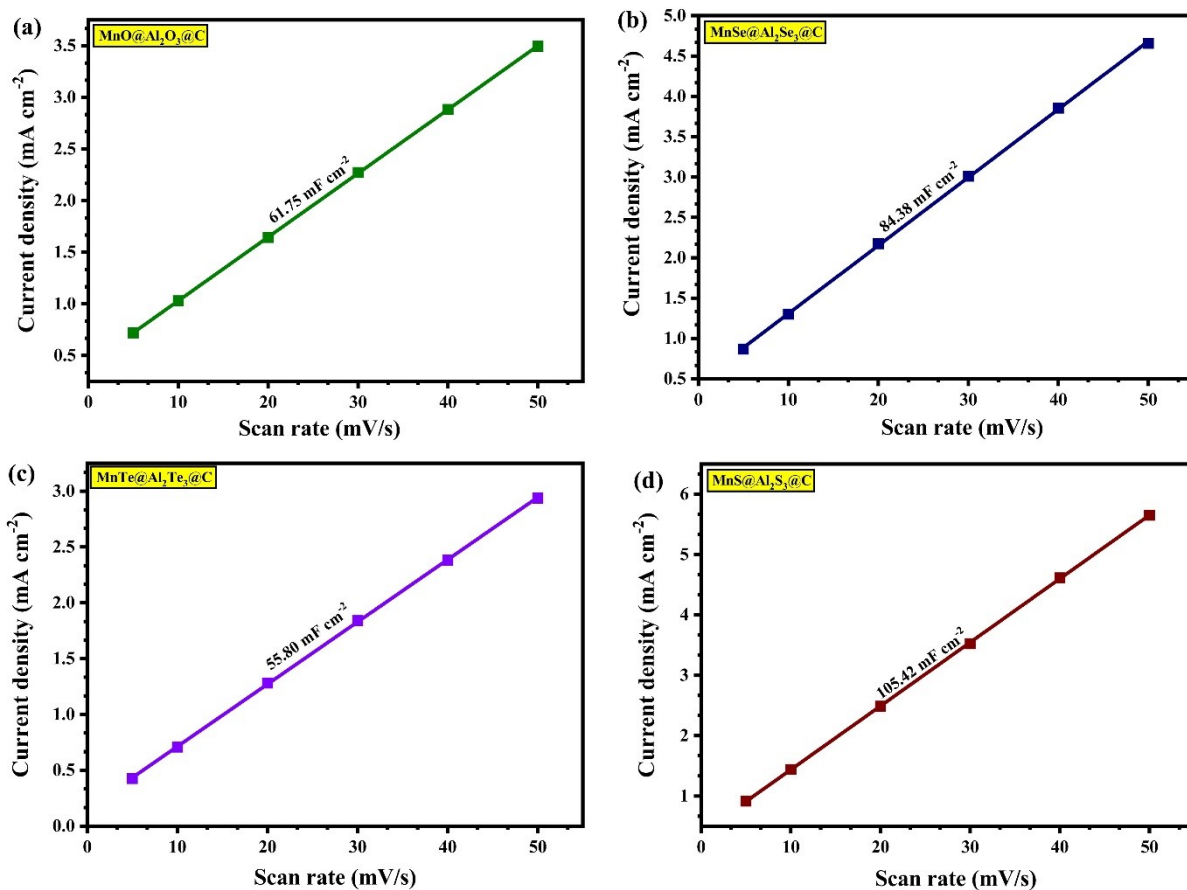 (a)
MnO@Al₂O₃@C
3.5
3.0
2.5
2.0
1.5
1.0
0.5
Current density (mA cm⁻²)
61.75 mF cm⁻²
0 10 20 30 40 50
Scan rate (mV/s)
(b)
MnSe@Al₂Se₃@C
5.0
4.5
4.0
3.5
3.0
2.5
2.0
1.5
1.0
0.5
Current density (mA cm⁻²)
84.38 mF cm⁻²
0 10 20 30 40 50
Scan rate (mV/s)
(c)
MnTe@Al₂Te₃@C
3.0
2.5
2.0
1.5
1.0
0.5
0.0
Current density (mA cm⁻²)
55.80 mF cm⁻²
0 10 20 30 40 50
Scan rate (mV/s)
(d)
MnS@Al₂S₃@C
6
5
4
3
2
1
Current density (mA cm⁻²)
105.42 mF cm⁻²
0 10 20 30 40 50
Scan rate (mV/s)